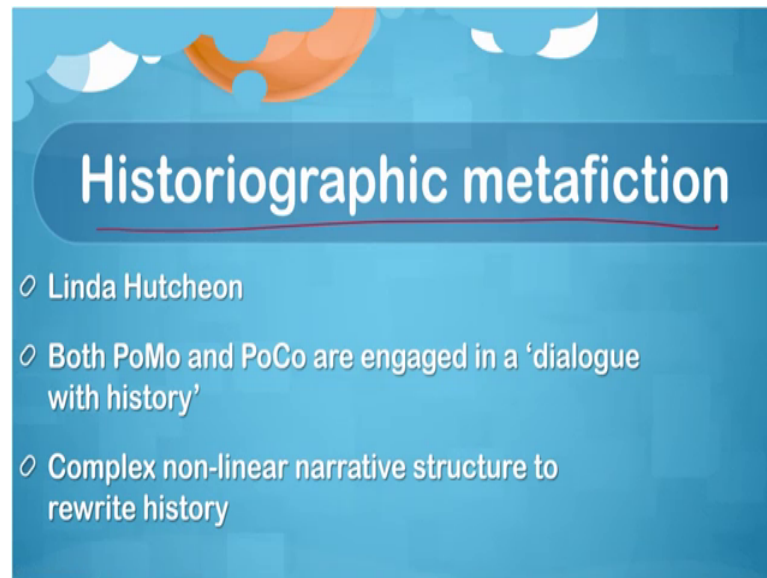 Historiographic metafiction
Linda Hutcheon
Both PoMo and PoCo are engaged in a ‘dialogue
with history’
Complex non-linear narrative structure to
rewrite history